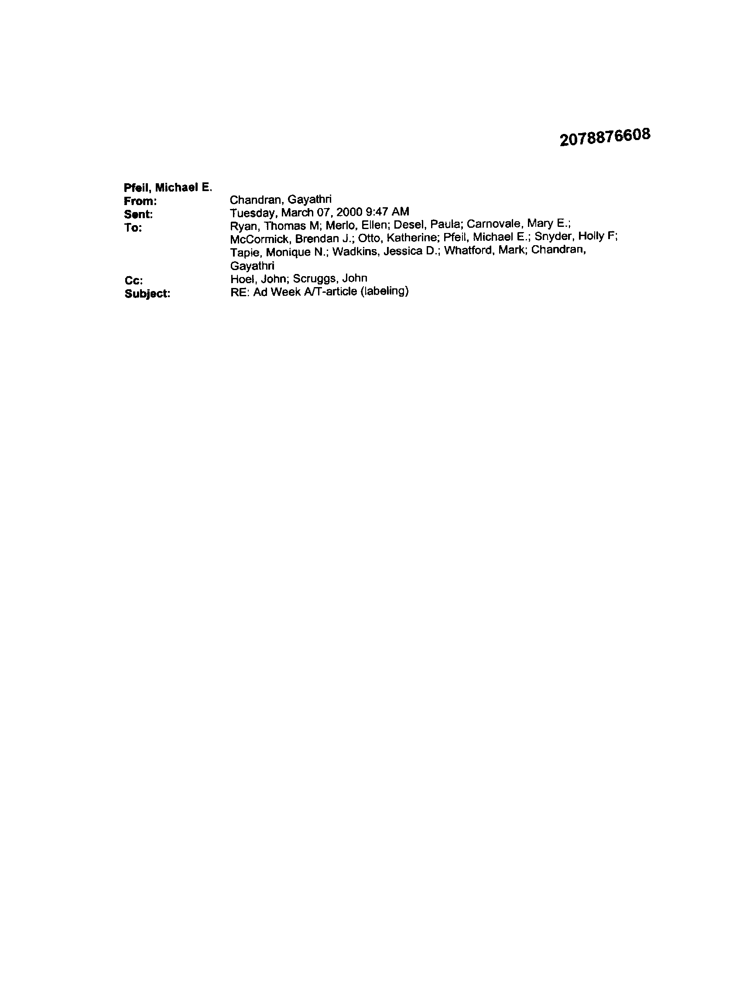 2078876608
Pfeil, Michael E.
From: Chandran, Gayathri
Sent: Tuesday, March 07, 2000 9:47 AM
To: Ryan, Thomas M; Merlo, Ellen; Desel, Paula; Carnovale, Mary E.;
McCormick, Brendan J.; Otto, Katherine; Pfeil, Michael E.; Snyder, Holly F;
Tapie, Monique N.; Wadkins, Jessica D.; Whatford, Mark; Chandran,
Gayathri
Cc: Hoel, John; Scruggs, John
Subject: RE: Ad Week A/T-article (labeling)